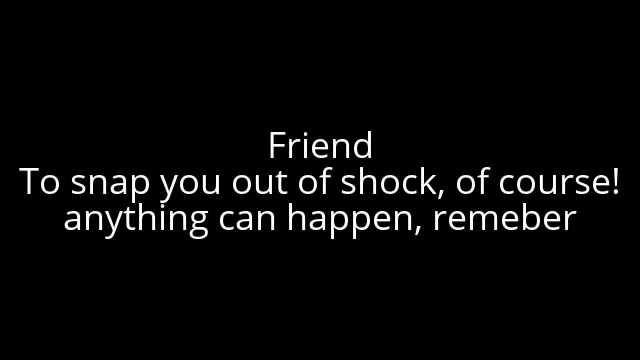 Friend
To snap you out of shock, of course!
anything can happen, remeber